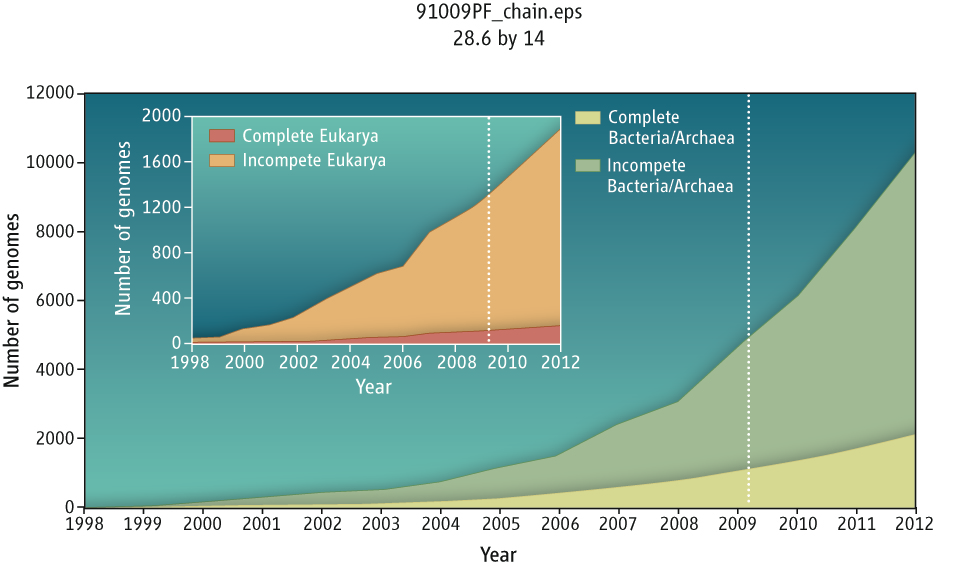 91009PF_chain.eps
28.6 by 14
12000
10000
8000
6000
4000
2000
0
Number of genomes
1998 1999 2000 2001 2002 2003 2004 2005 2006 2007 2008 2009 2010 2011 2012
Year
2000
1600
1200
800
400
0
Number of genomes
Complete Eukarya
Incompete Eukarya
1998 2000 2002 2004 2006 2008 2010 2012
Year
Complete
Bacteria/Archaea
Incompete
Bacteria/Archaea